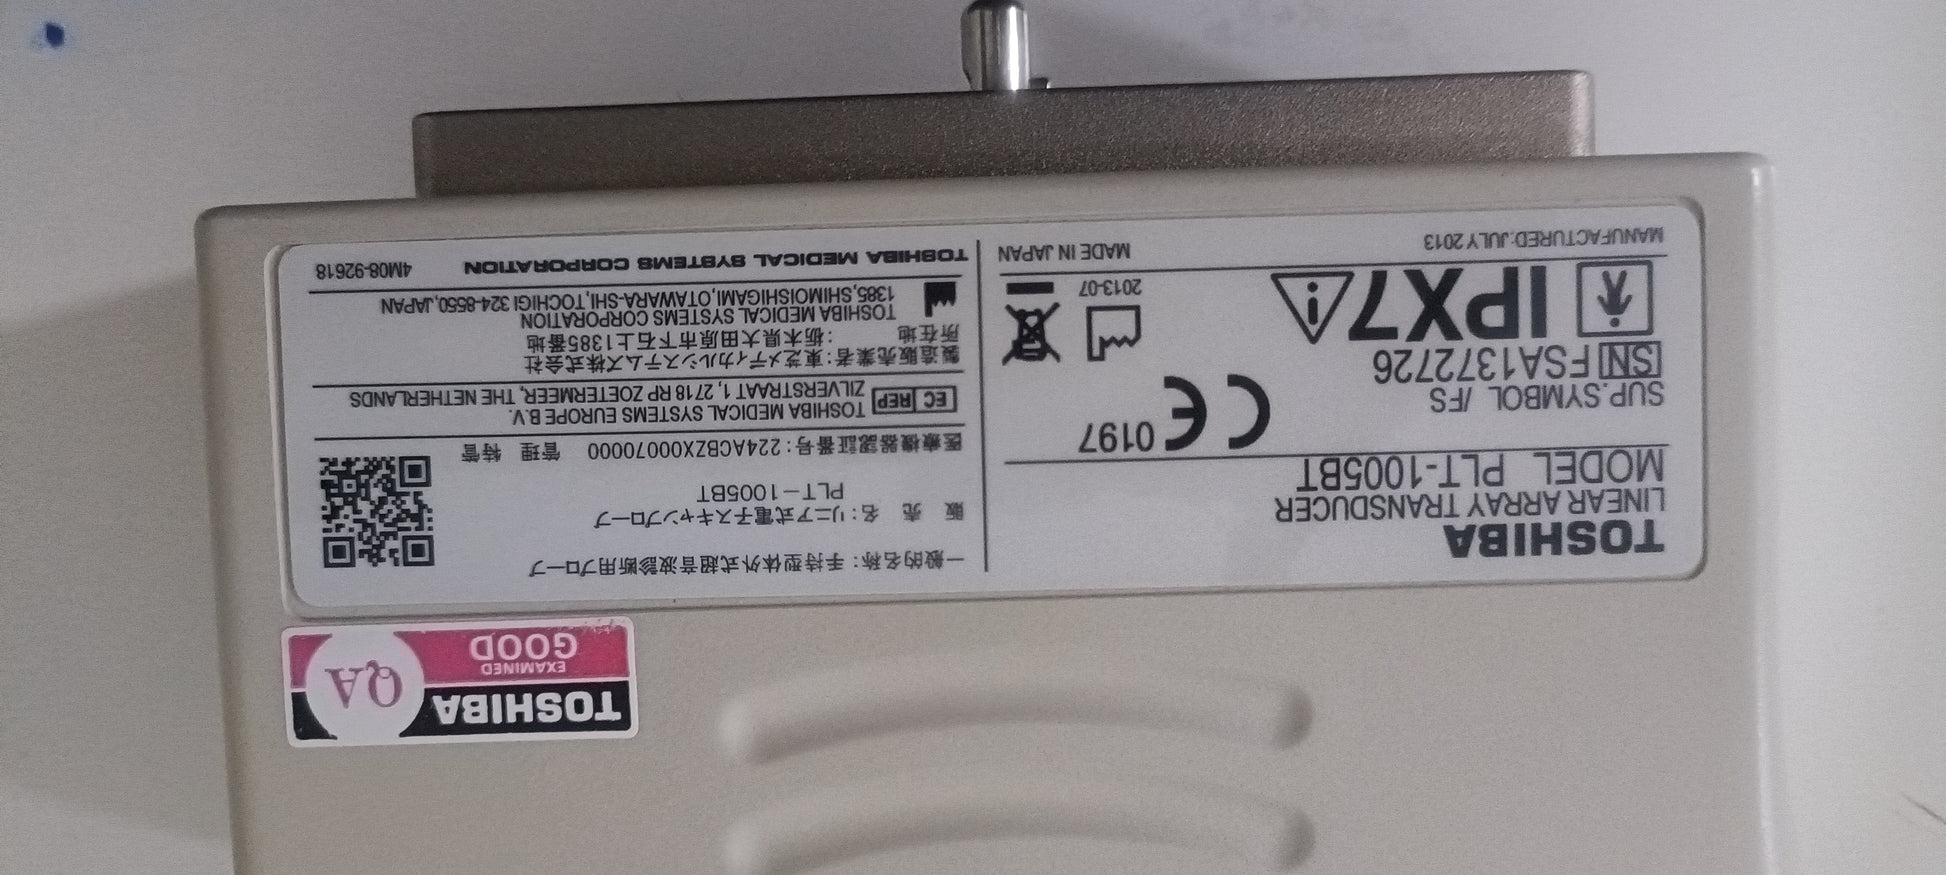 TOSHIBA
LINEAR ARRAY TRANSDUCER
MODEL PLT-1005BT
SUP.SYMBOL /FS
SN FSA1372726
IPX7
MANUFACTURED:JULY 2013
CE 0197
2013-07
MADE IN JAPAN
一般的名称:手持型体外式超音波診断用プローブ
販売名:リニア式電子スキャンプローブ
PLT-1005BT
医療機器認証番号:224ACBZX00070000 管理 特管
EC REP
TOSHIBA MEDICAL SYSTEMS EUROPE B.V.
ZILVERSTRAAT 1, 2718 RP ZOETERMEER, THE NETHERLANDS
製造販売業者:東芝メディカルシステムズ株式会社
所在地:栃木県大田原市下石上1385番地
TOSHIBA MEDICAL SYSTEMS CORPORATION
1385,SHIMOISHIGAMI,OTAWARA-SHI,TOCHIGI 324-8550,JAPAN
TOSHIBA MEDICAL SYSTEMS CORPORATION 4M08-92618
TOSHIBA
EXAMINED
GOOD
QA